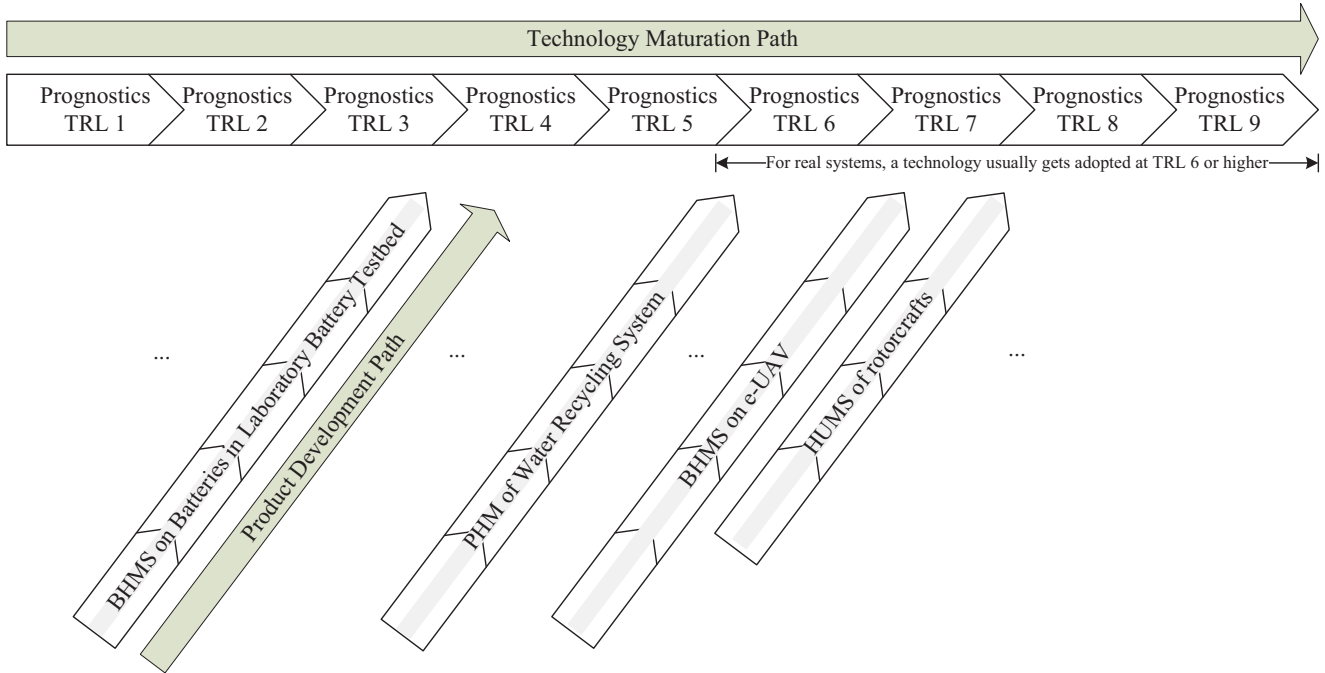 Technology Maturation Path
Prognostics
TRL 1
Prognostics
TRL 2
Prognostics
TRL 3
Prognostics
TRL 4
Prognostics
TRL 5
Prognostics
TRL 6
Prognostics
TRL 7
Prognostics
TRL 8
Prognostics
TRL 9
For real systems, a technology usually gets adopted at TRL 6 or higher
...
BHMS on Batteries in Laboratory Battery Testbed
Product Development Path
...
PHM of Water Recycling System
...
BHMS on e-UAV
HUMS of rotorcrafts
...